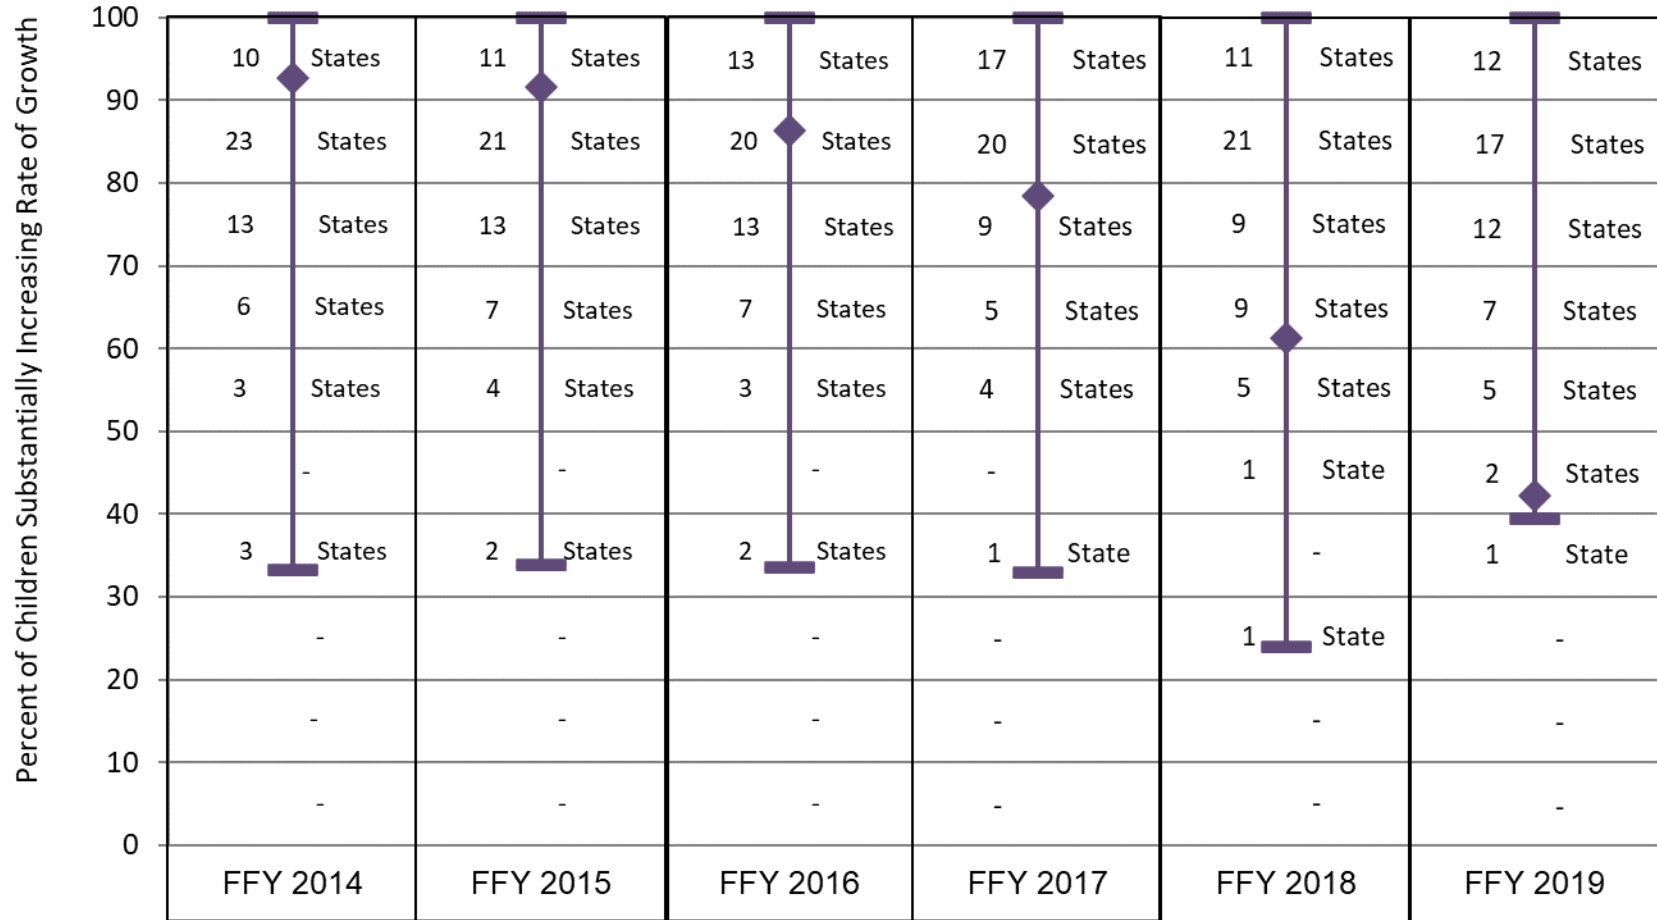 Percent of Children Substantially Increasing Rate of Growth
100
10 States 11 States 13 States 17 States 11 States 12 States
90
23 States 21 States 20 States 20 States 21 States 17 States
80
13 States 13 States 13 States 9 States 9 States 12 States
70
6 States 7 States 7 States 5 States 9 States 7 States
60
3 States 4 States 3 States 4 States 5 States 5 States
50
- - - - 1 State 2 States
40
3 States 2 States 2 States 1 State - 1 State
30
- - - - 1 State -
20
- - - - - -
10
- - - - - -
0
FFY 2014 FFY 2015 FFY 2016 FFY 2017 FFY 2018 FFY 2019